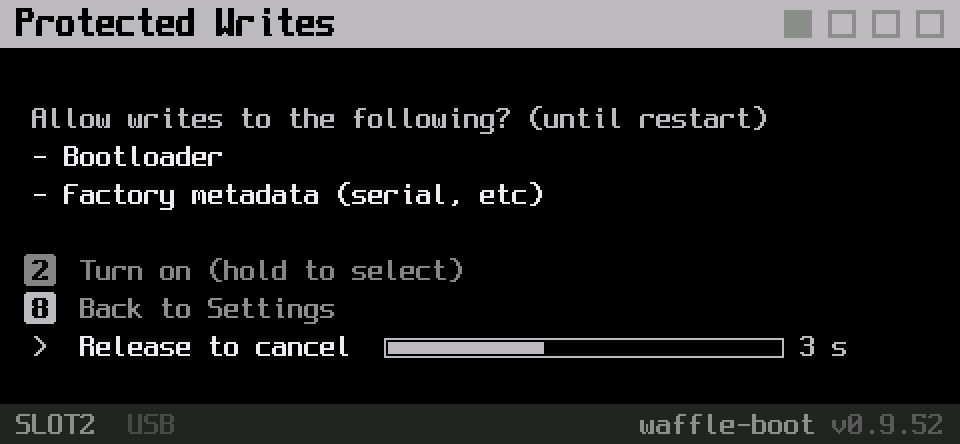 Protected Writes
Allow writes to the following? (until restart)
- Bootloader
- Factory metadata (serial, etc)
2 Turn on (hold to select)
8 Back to Settings
> Release to cancel 3 s
SLOT2 USB waffle-boot v0.9.52